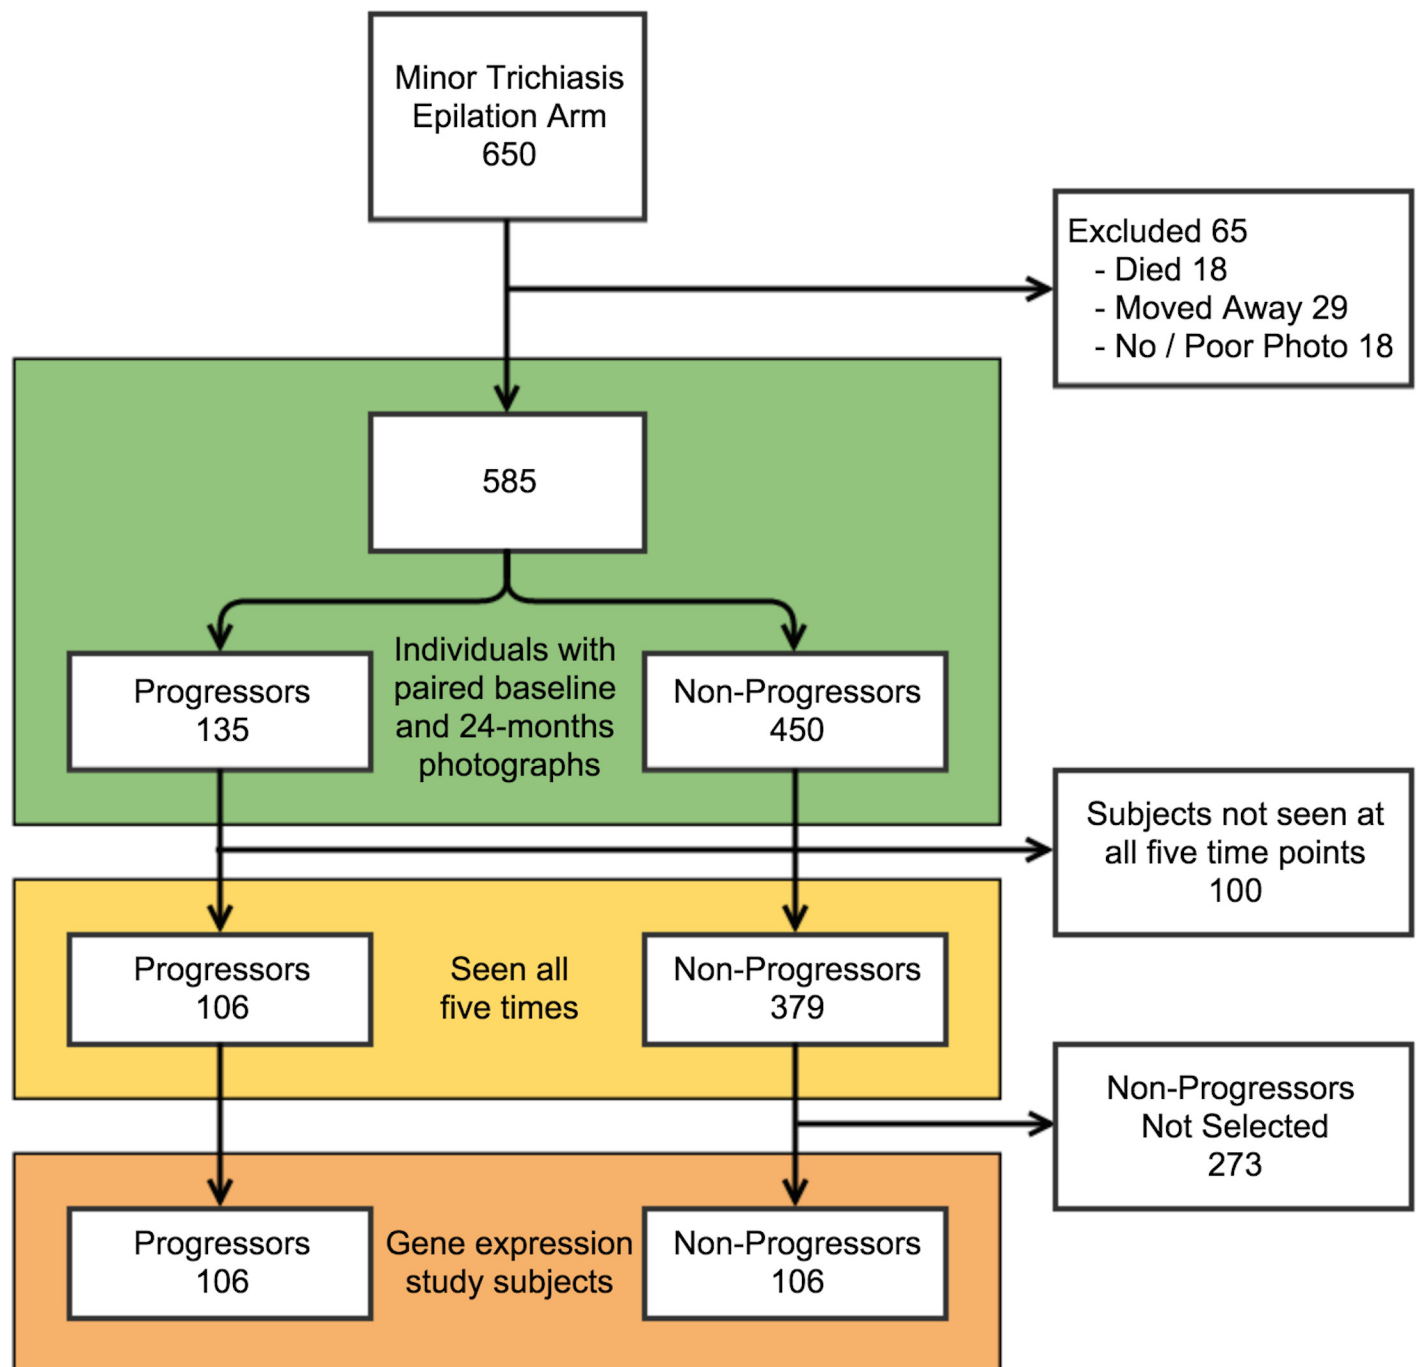 Minor Trichiasis
Epilation Arm
650
Excluded 65
- Died 18
- Moved Away 29
- No / Poor Photo 18
585
Individuals with
paired baseline
and 24-months
photographs
Progressors
135
Non-Progressors
450
Subjects not seen at
all five time points
100
Progressors
106
Seen all
five times
Non-Progressors
379
Non-Progressors
Not Selected
273
Progressors
106
Gene expression
study subjects
Non-Progressors
106